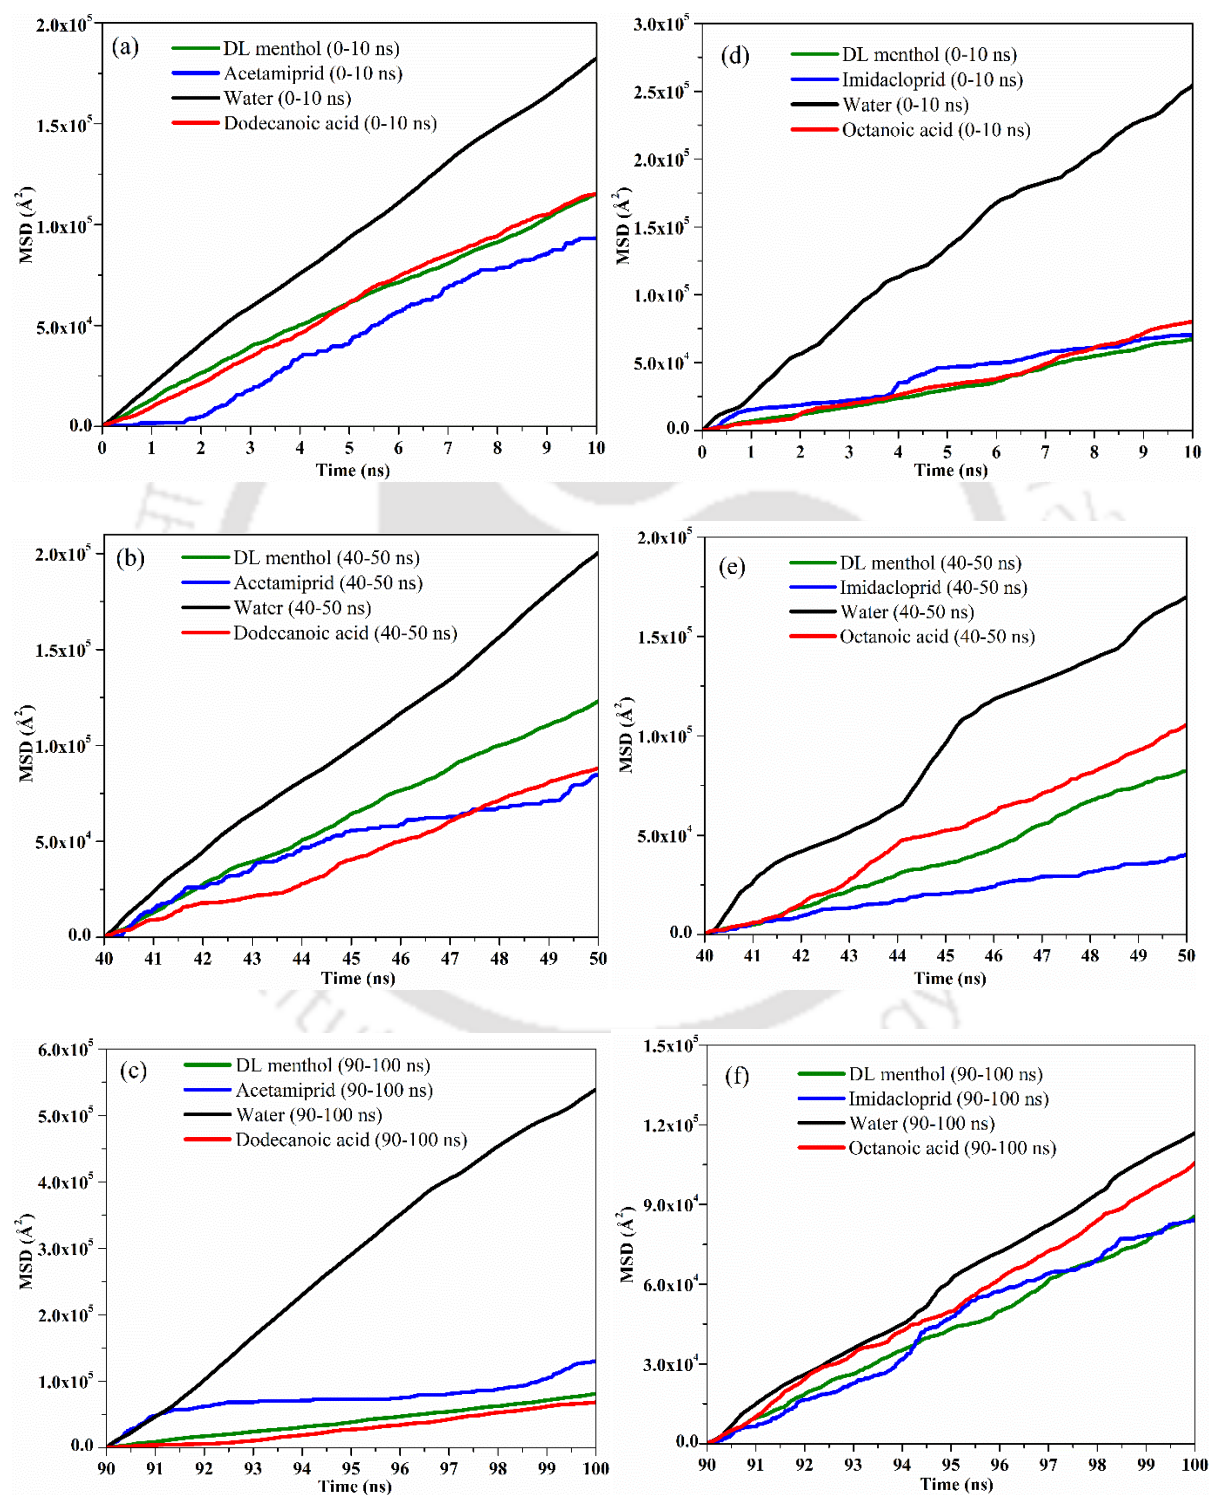 (a)
DL menthol (0-10 ns)
Acetamiprid (0-10 ns)
Water (0-10 ns)
Dodecanoic acid (0-10 ns)
MSD (Å²)
2.0x10⁵
1.5x10⁵
1.0x10⁵
5.0x10⁴
0.0
0 1 2 3 4 5 6 7 8 9 10
Time (ns)
(d)
DL menthol (0-10 ns)
Imidacloprid (0-10 ns)
Water (0-10 ns)
Octanoic acid (0-10 ns)
MSD (Å²)
3.0x10⁵
2.5x10⁵
2.0x10⁵
1.5x10⁵
1.0x10⁵
5.0x10⁴
0.0
0 1 2 3 4 5 6 7 8 9 10
Time (ns)
(b)
DL menthol (40-50 ns)
Acetamiprid (40-50 ns)
Water (40-50 ns)
Dodecanoic acid (40-50 ns)
MSD (Å²)
2.0x10⁵
1.5x10⁵
1.0x10⁵
5.0x10⁴
0.0
40 41 42 43 44 45 46 47 48 49 50
Time (ns)
(e)
DL menthol (40-50 ns)
Imidacloprid (40-50 ns)
Water (40-50 ns)
Octanoic acid (40-50 ns)
MSD (Å²)
2.0x10⁵
1.5x10⁵
1.0x10⁵
5.0x10⁴
0.0
40 41 42 43 44 45 46 47 48 49 50
Time (ns)
(c)
DL menthol (90-100 ns)
Acetamiprid (90-100 ns)
Water (90-100 ns)
Dodecanoic acid (90-100 ns)
MSD (Å²)
6.0x10⁵
5.0x10⁵
4.0x10⁵
3.0x10⁵
2.0x10⁵
1.0x10⁵
0.0
90 91 92 93 94 95 96 97 98 99 100
Time (ns)
(f)
DL menthol (90-100 ns)
Imidacloprid (90-100 ns)
Water (90-100 ns)
Octanoic acid (90-100 ns)
MSD (Å²)
1.5x10⁵
1.2x10⁵
9.0x10⁴
6.0x10⁴
3.0x10⁴
0.0
90 91 92 93 94 95 96 97 98 99 100
Time (ns)